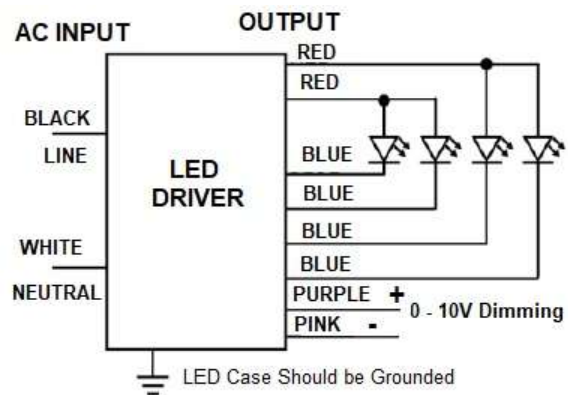 AC INPUT
OUTPUT
RED
RED
BLACK
LINE
LED
DRIVER
BLUE
BLUE
BLUE
BLUE
WHITE
NEUTRAL
PURPLE +
PINK -
0 - 10V Dimming
LED Case Should be Grounded